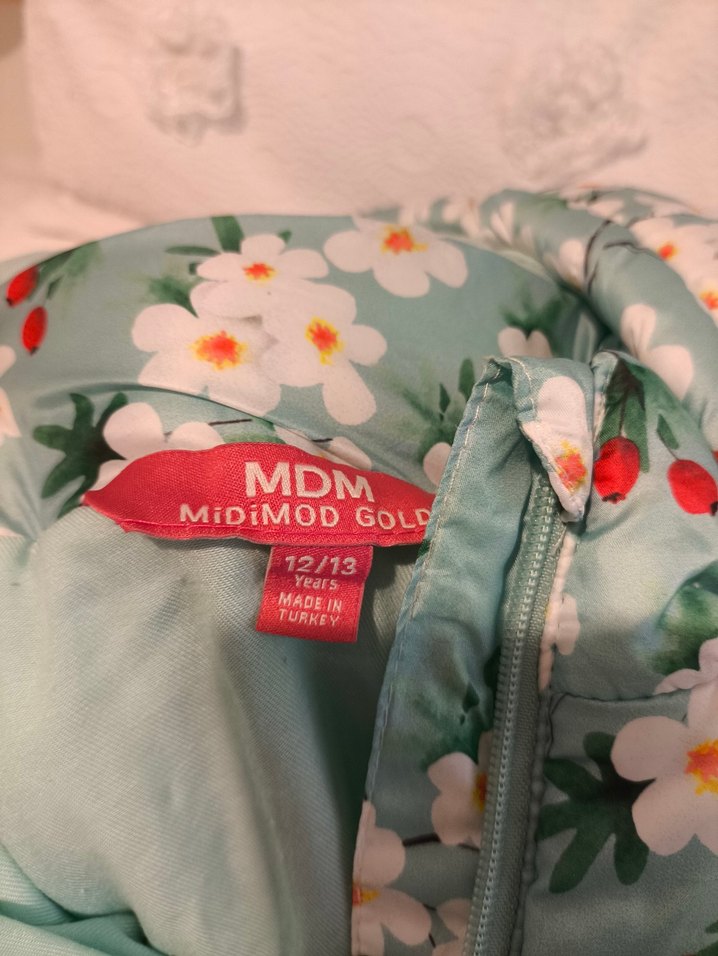 MDM
MiDiMOD GOLD
12/13
Years
MADE IN
TURKEY